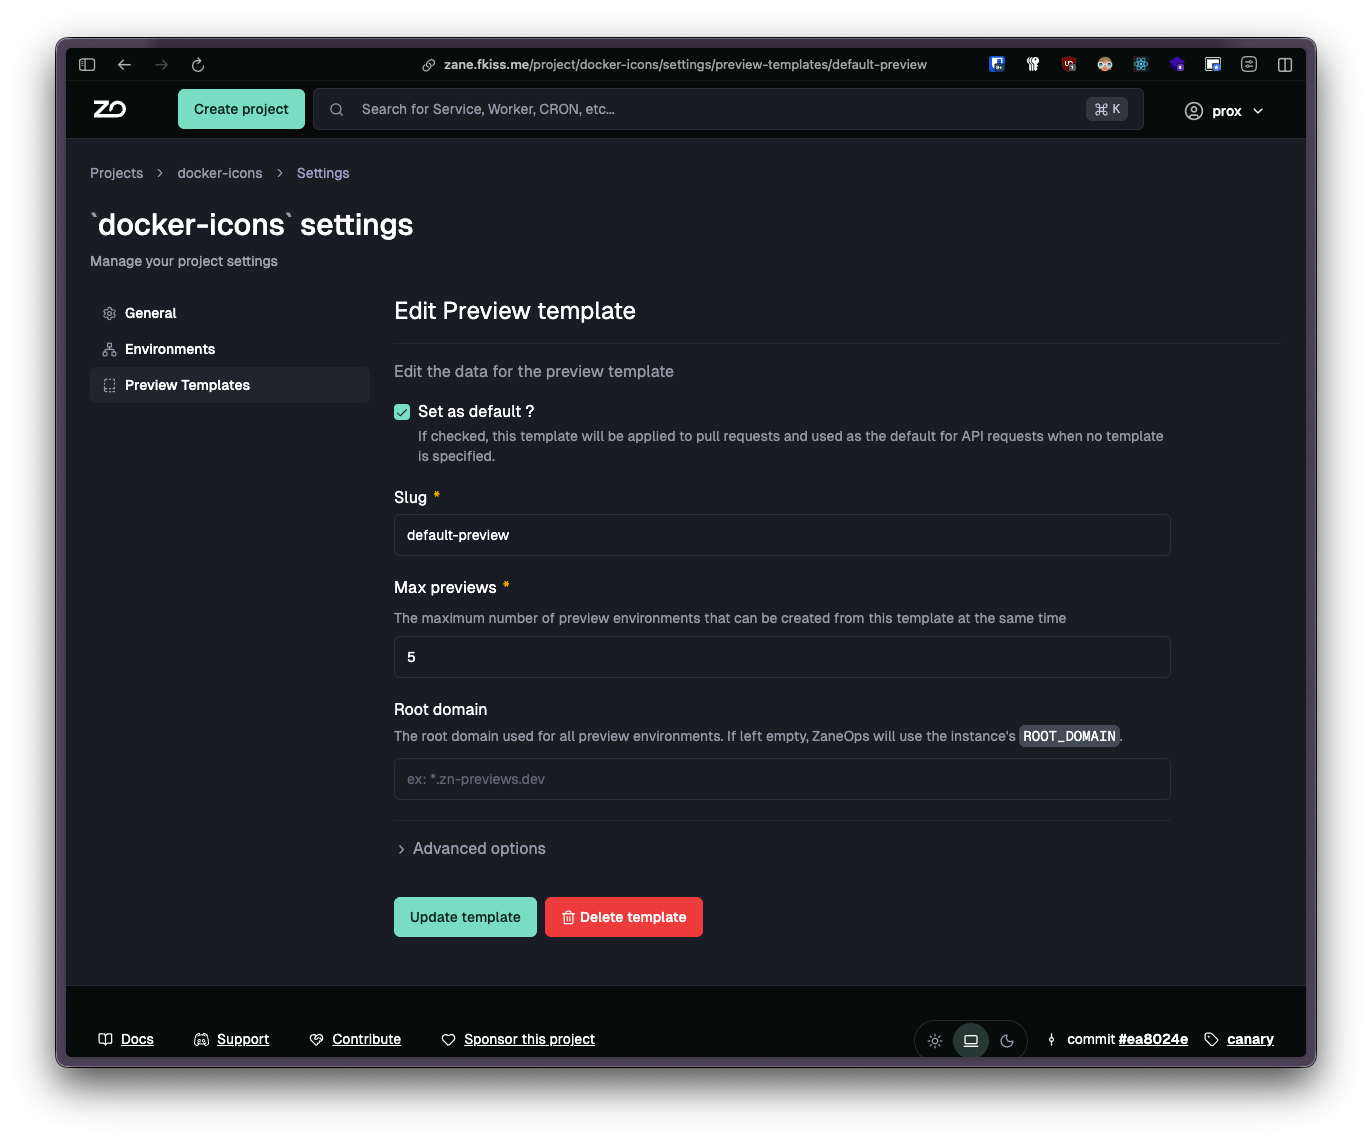 zane.fkiss.me/project/docker-icons/settings/preview-templates/default-preview
ZO
Create project
Search for Service, Worker, CRON, etc...
⌘ K
prox
Projects > docker-icons > Settings
`docker-icons` settings
Manage your project settings
General
Environments
Preview Templates
Edit Preview template
Edit the data for the preview template
Set as default ?
If checked, this template will be applied to pull requests and used as the default for API requests when no template
is specified.
Slug *
default-preview
Max previews *
The maximum number of preview environments that can be created from this template at the same time
5
Root domain
The root domain used for all preview environments. If left empty, ZaneOps will use the instance's ROOT_DOMAIN.
ex: *.zn-previews.dev
Advanced options
Update template
Delete template
Docs
Support
Contribute
Sponsor this project
commit #ea8024e
canary